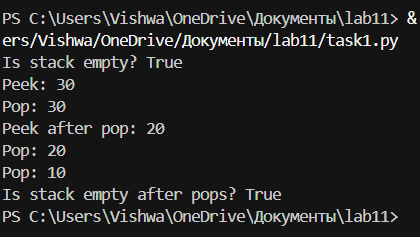 PS C:\Users\Vishwa\OneDrive\Документы\lab11> &
ers/Vishwa/OneDrive/Документы/lab11/task1.py
Is stack empty? True
Peek: 30
Pop: 30
Peek after pop: 20
Pop: 20
Pop: 10
Is stack empty after pops? True
PS C:\Users\Vishwa\OneDrive\Документы\lab11>